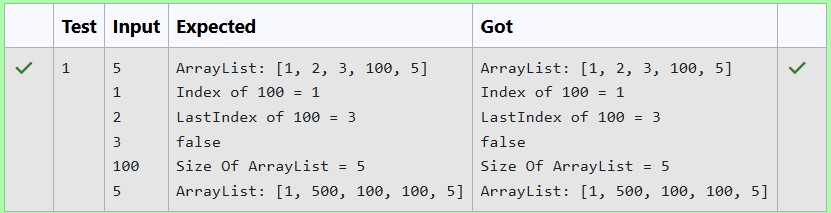 Test Input Expected Got
1 5 ArrayList: [1, 2, 3, 100, 5] ArrayList: [1, 2, 3, 100, 5]
1 Index of 100 = 1 Index of 100 = 1
2 LastIndex of 100 = 3 LastIndex of 100 = 3
3 false false
100 Size Of ArrayList = 5 Size Of ArrayList = 5
5 ArrayList: [1, 500, 100, 100, 5] ArrayList: [1, 500, 100, 100, 5]